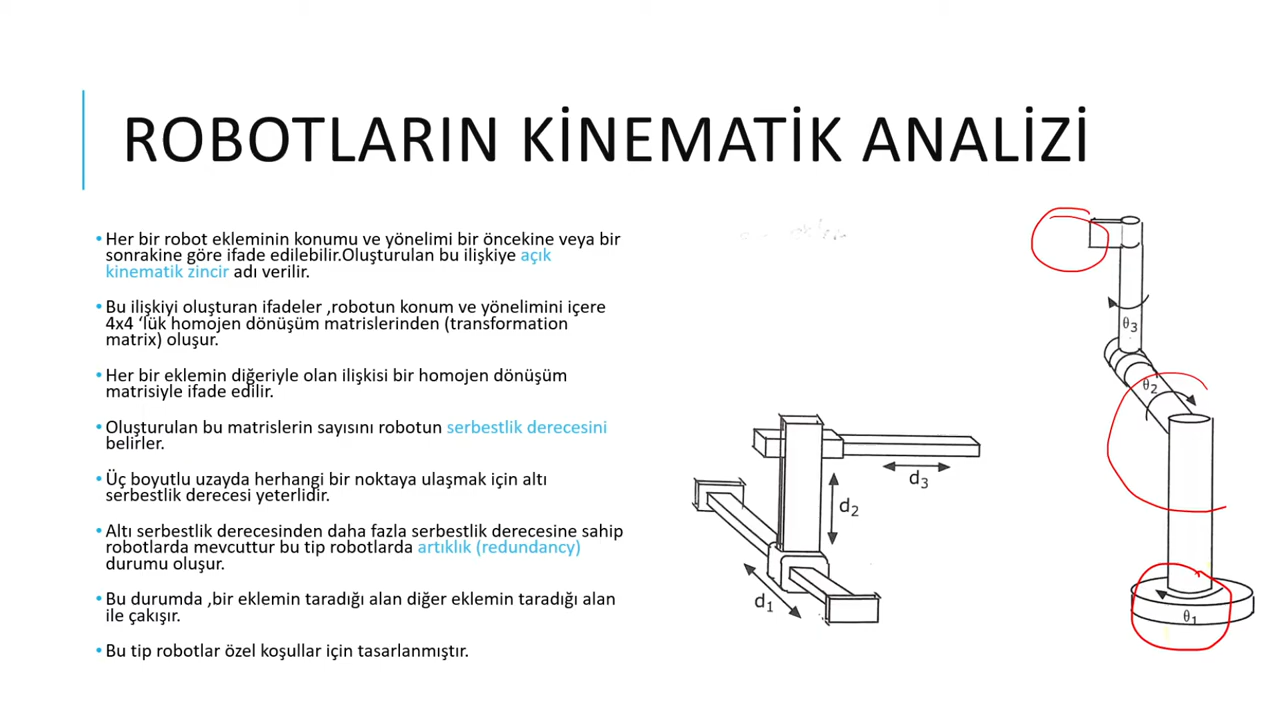 ROBOTLARIN KİNEMATİK ANALİZİ
•Her bir robot ekleminin konumu ve yönelimi bir öncekine veya bir
sonrakine göre ifade edilebilir.Oluşturulan bu ilişkiye açık
kinematik zincir adı verilir.
•Bu ilişkiyi oluşturan ifadeler ,robotun konum ve yönelimini içere
4x4 ‘lük homojen dönüşüm matrislerinden (transformation
matrix) oluşur.
•Her bir eklemin diğeriyle olan ilişkisi bir homojen dönüşüm
matrisiyle ifade edilir.
•Oluşturulan bu matrislerin sayısını robotun serbestlik derecesini
belirler.
•Üç boyutlu uzayda herhangi bir noktaya ulaşmak için altı
serbestlik derecesi yeterlidir.
•Altı serbestlik derecesinden daha fazla serbestlik derecesine sahip
robotlarda mevcuttur bu tip robotlarda artıklık (redundancy)
durumu oluşur.
•Bu durumda ,bir eklemin taradığı alan diğer eklemin taradığı alan
ile çakışır.
•Bu tip robotlar özel koşullar için tasarlanmıştır.
d3
d2
d1
θ3
θ2
θ1